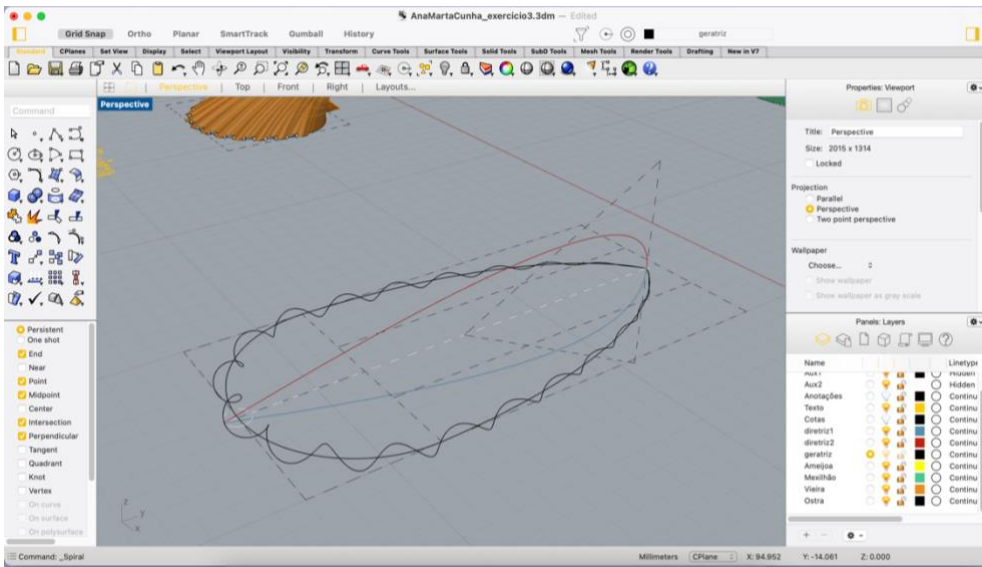 AnaMartaCunha_exercicio3.3dm — Edited
Grid Snap Ortho Planar SmartTrack Gumball History geratriz
Standard CPlanes Set View Display Select Viewport Layout Visibility Transform Curve Tools Surface Tools Solid Tools SubD Tools Mesh Tools Render Tools Drafting New in V7
Perspective | Top | Front | Right | Layouts...
Properties: Viewport
Command
Perspective
Title: Perspective
Size: 2015 x 1314
Locked
Projection
Parallel
Perspective
Two point perspective
Wallpaper
Choose...
Show wallpaper
Show wallpaper as gray scale
Panels: Layers
Name Linetype
Aux1 Hidden
Aux2 Hidden
Anotações Continu
Texto Continu
Cotas Continu
diretriz1 Continu
diretriz2 Continu
geratriz Continu
Ameijoa Continu
Mexilhão Continu
Vieira Continu
Ostra Continu
Persistent
One shot
End
Near
Point
Midpoint
Center
Intersection
Perpendicular
Tangent
Quadrant
Knot
Vertex
On curve
On surface
On polysurface
z
y
x
Command: _Spiral
Millimeters CPlane X: 94.952 Y: -14.061 Z: 0.000